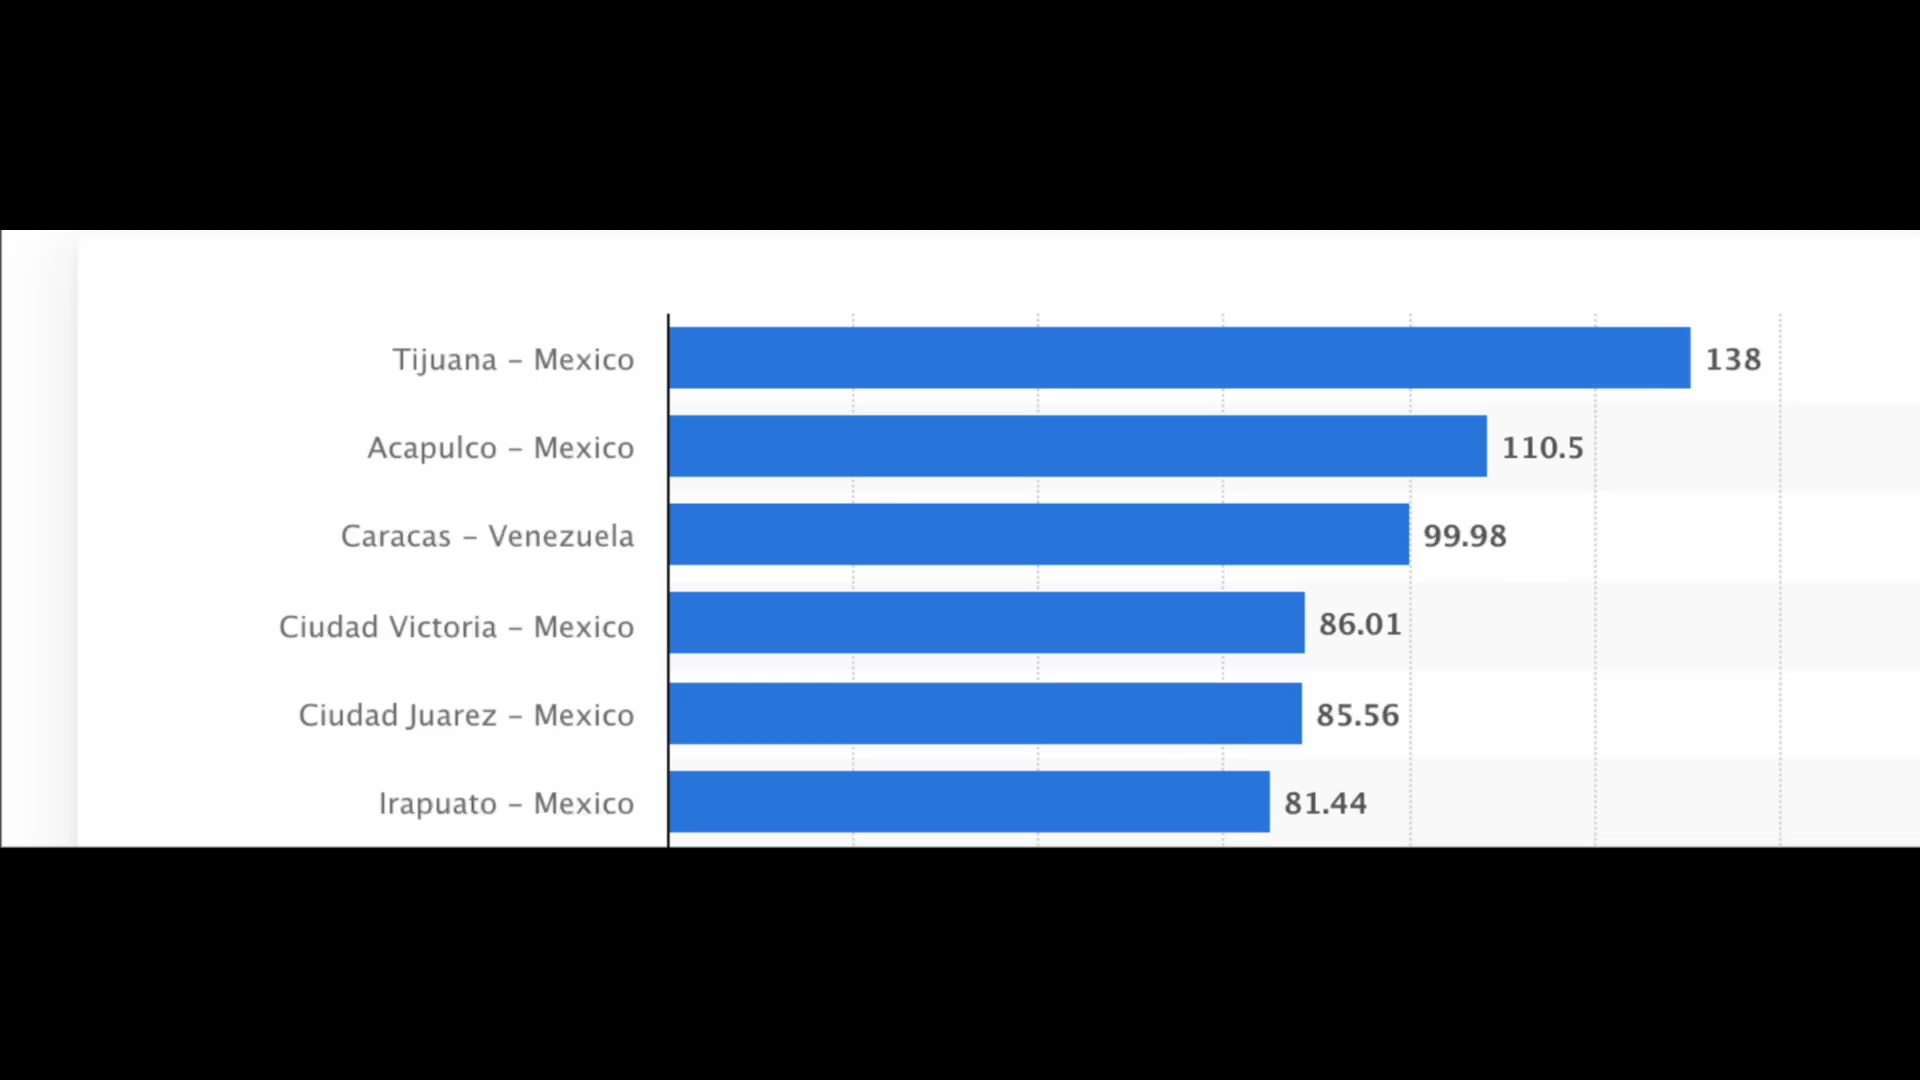 Tijuana – Mexico 138
Acapulco – Mexico 110.5
Caracas – Venezuela 99.98
Ciudad Victoria – Mexico 86.01
Ciudad Juarez – Mexico 85.56
Irapuato – Mexico 81.44